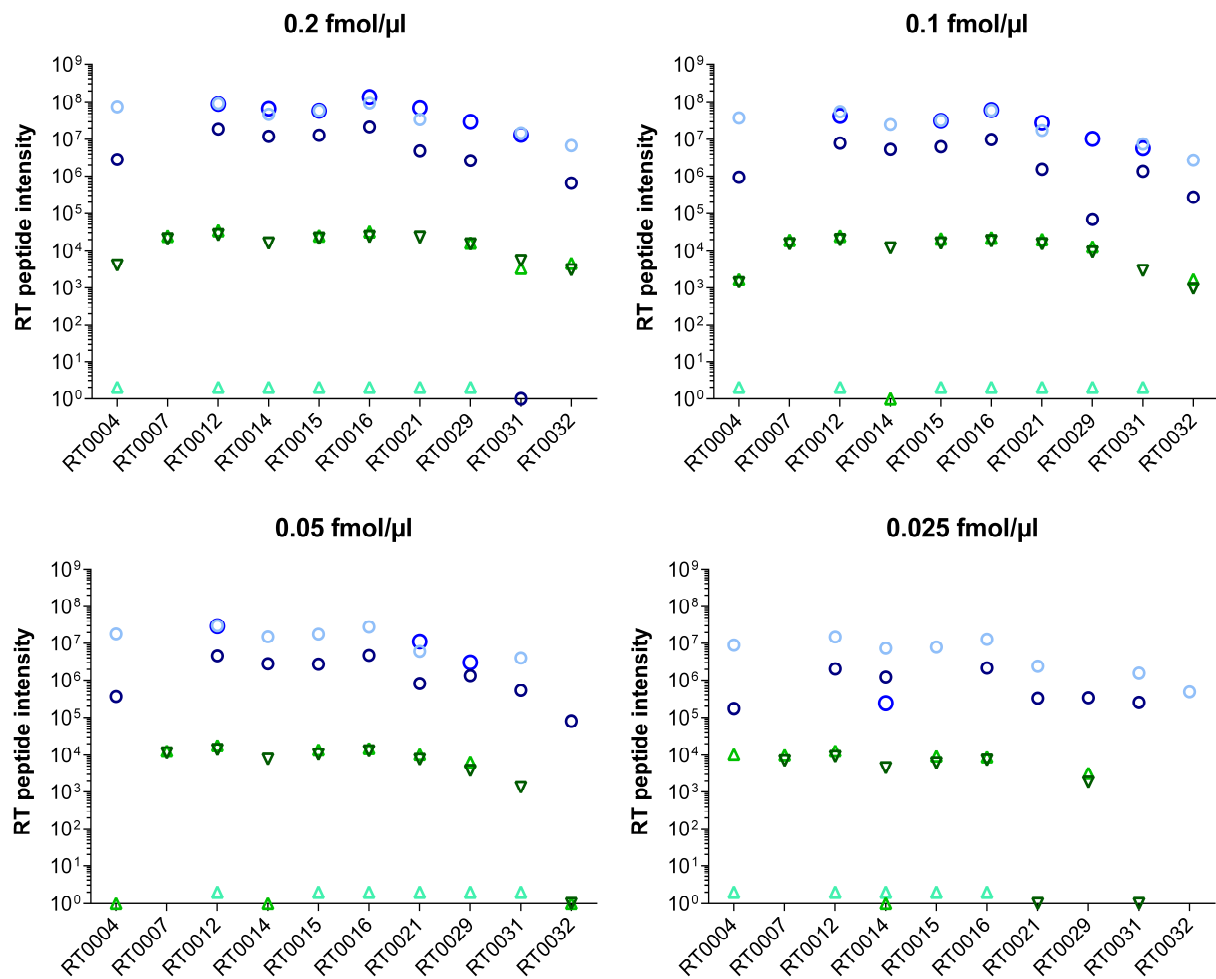 0.2 fmol/µl
RT peptide intensity
10⁹
10⁸
10⁷
10⁶
10⁵
10⁴
10³
10²
10¹
10⁰
RT0004
RT0007
RT0012
RT0014
RT0015
RT0016
RT0021
RT0029
RT0031
RT0032
0.1 fmol/µl
RT peptide intensity
10⁹
10⁸
10⁷
10⁶
10⁵
10⁴
10³
10²
10¹
10⁰
RT0004
RT0007
RT0012
RT0014
RT0015
RT0016
RT0021
RT0029
RT0031
RT0032
0.05 fmol/µl
RT peptide intensity
10⁹
10⁸
10⁷
10⁶
10⁵
10⁴
10³
10²
10¹
10⁰
RT0004
RT0007
RT0012
RT0014
RT0015
RT0016
RT0021
RT0029
RT0031
RT0032
0.025 fmol/µl
RT peptide intensity
10⁹
10⁸
10⁷
10⁶
10⁵
10⁴
10³
10²
10¹
10⁰
RT0004
RT0007
RT0012
RT0014
RT0015
RT0016
RT0021
RT0029
RT0031
RT0032